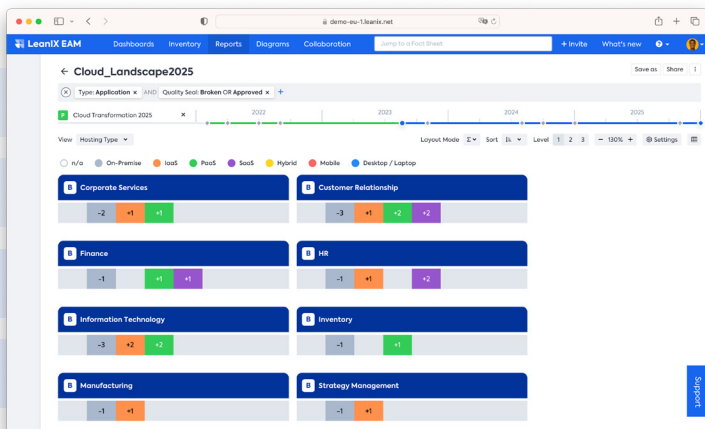 demo-eu-1.leanix.net
LeanIX EAM Dashboards Inventory Reports Diagrams Collaboration Jump to a Fact Sheet + Invite What's new ?
← Cloud_Landscape2025 Save as Share
Type: Application × AND Quality Seal: Broken OR Approved × +
P Cloud Transformation 2025 × 2022 2023 2024 2025
View Hosting Type Layout Mode Σ Sort Level 1 2 3 − 130% + Settings
n/a On-Premise IaaS PaaS SaaS Hybrid Mobile Desktop / Laptop
B Corporate Services B Customer Relationship
-2 +1 +1 -3 +1 +2 +2
B Finance B HR
-1 +1 +1 -1 +1 +2
B Information Technology B Inventory
-3 +2 +2 -1 +1
B Manufacturing B Strategy Management
-1 +1 -1 +1
Support